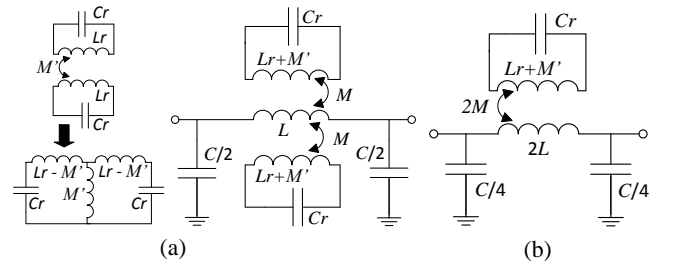 Cr
Lr
M'
Lr
Cr
Lr - M' Lr - M'
Cr M' Cr
Cr
Lr+M'
M
L
M
C/2 C/2
Lr+M'
Cr
(a)
Cr
Lr+M'
2M
2L
C/4 C/4
(b)